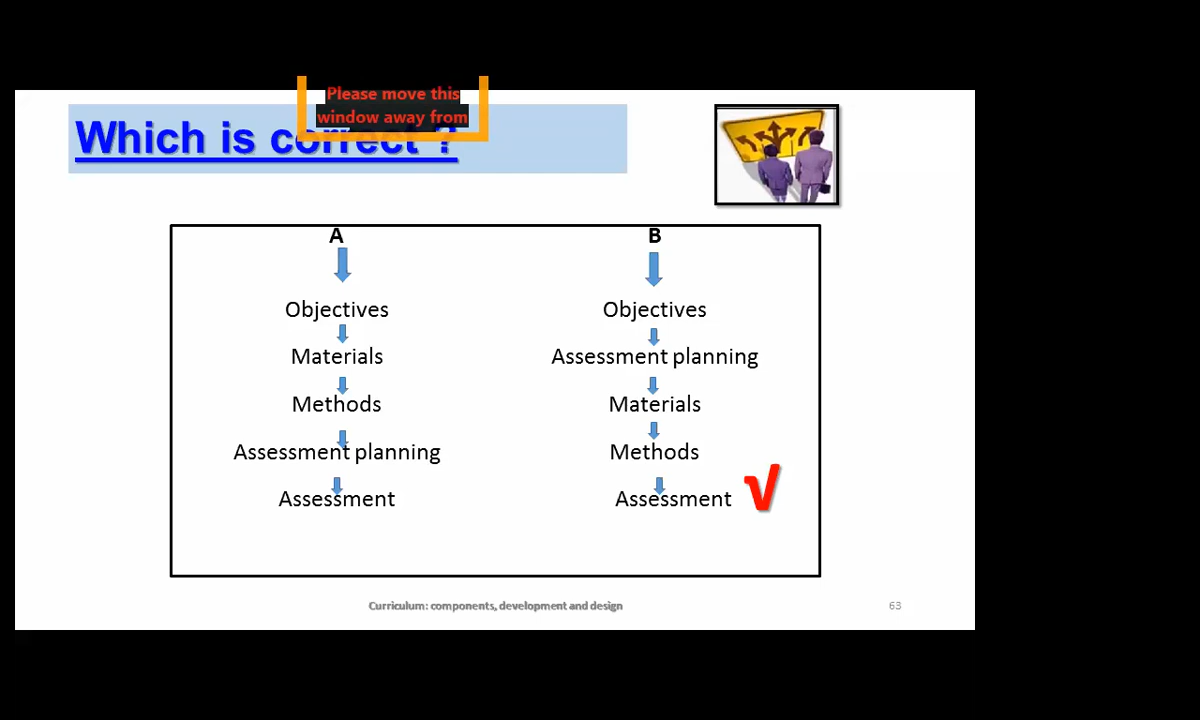 Please move this
window away from
Which is correct ?
A
Objectives
Materials
Methods
Assessment planning
Assessment
B
Objectives
Assessment planning
Materials
Methods
Assessment √
Curriculum: components, development and design
63